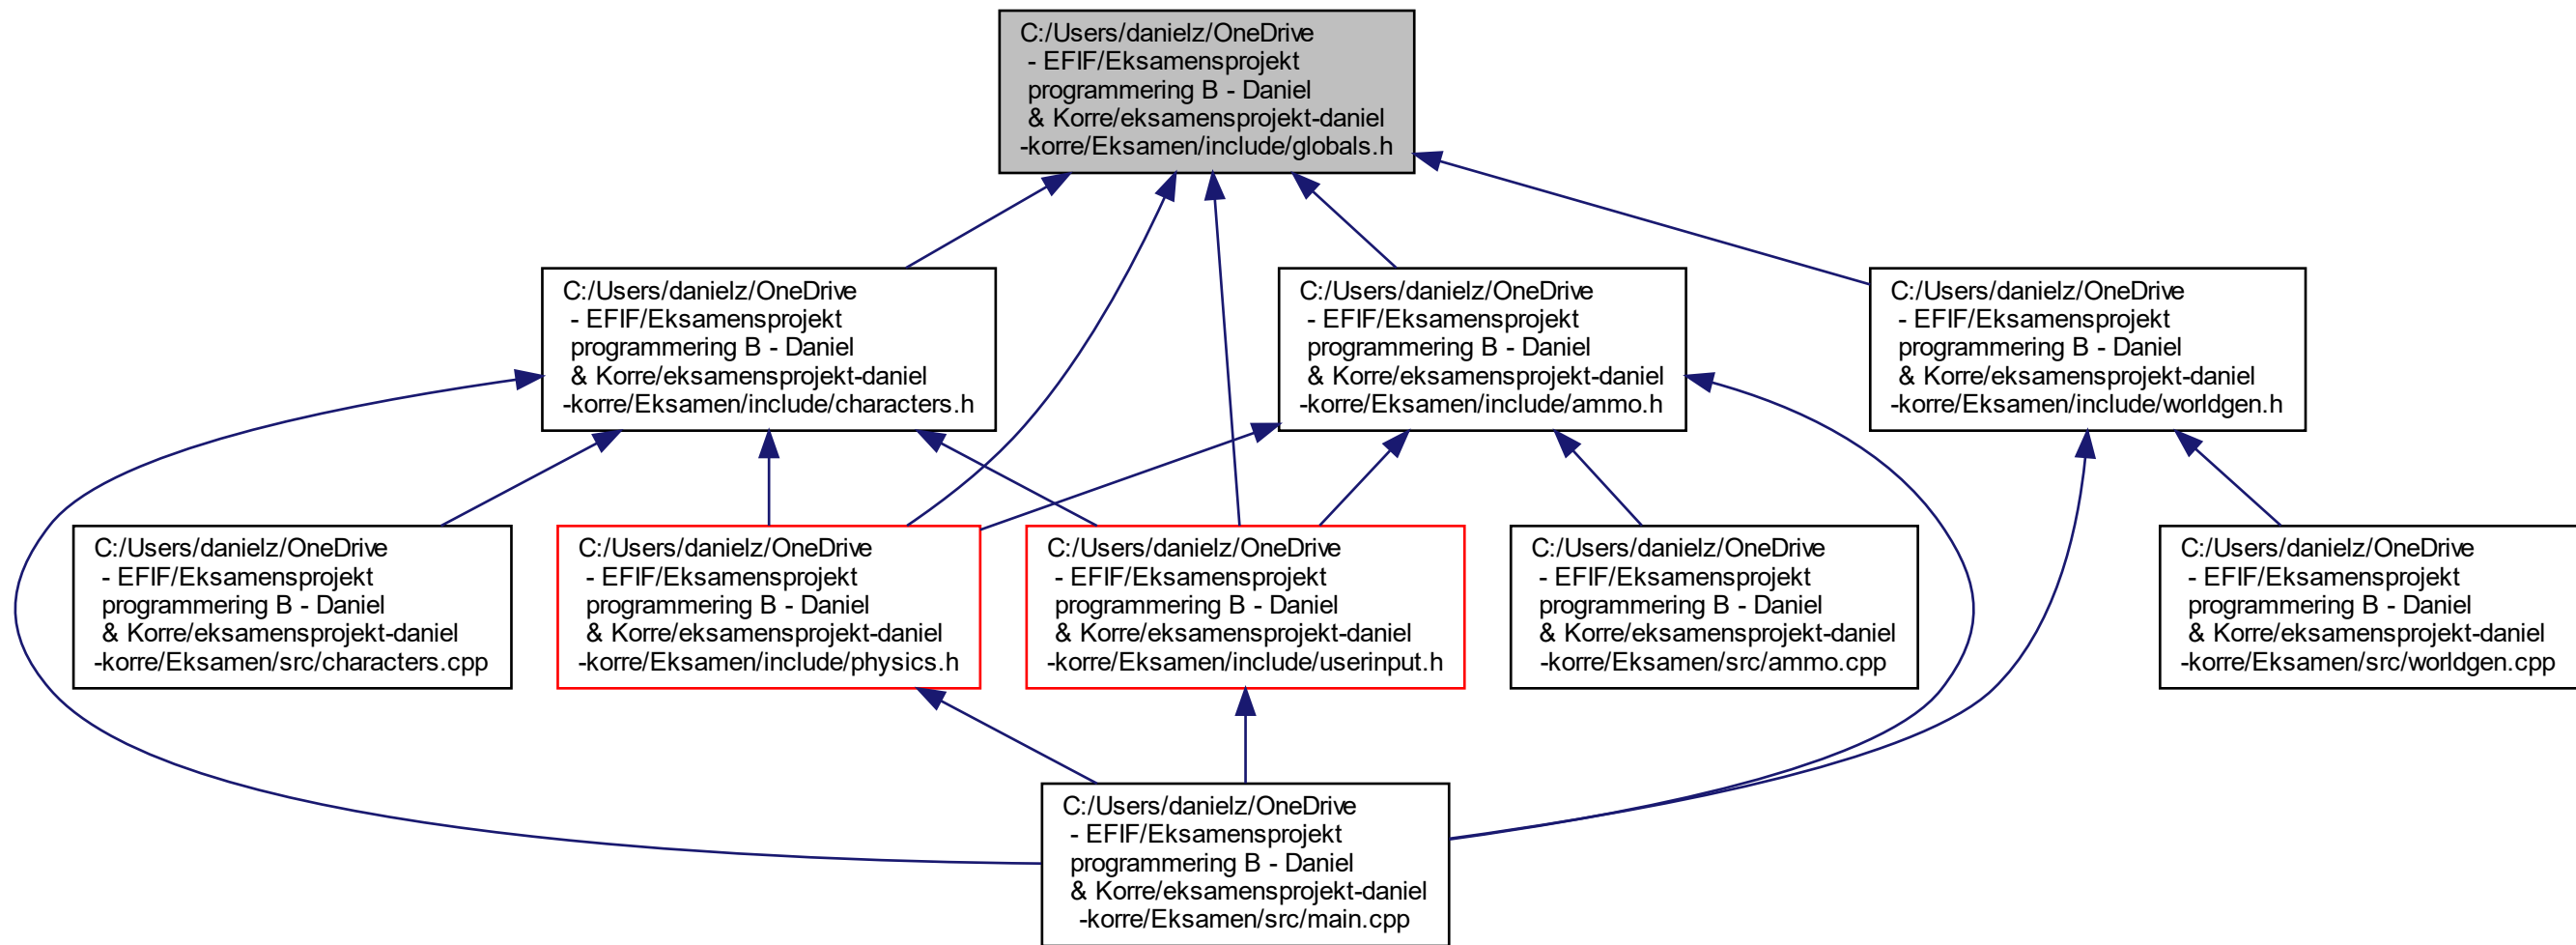 C:/Users/danielz/OneDrive
- EFIF/Eksamensprojekt
programmering B - Daniel
& Korre/eksamensprojekt-daniel
-korre/Eksamen/include/globals.h
C:/Users/danielz/OneDrive
- EFIF/Eksamensprojekt
programmering B - Daniel
& Korre/eksamensprojekt-daniel
-korre/Eksamen/include/characters.h
C:/Users/danielz/OneDrive
- EFIF/Eksamensprojekt
programmering B - Daniel
& Korre/eksamensprojekt-daniel
-korre/Eksamen/include/ammo.h
C:/Users/danielz/OneDrive
- EFIF/Eksamensprojekt
programmering B - Daniel
& Korre/eksamensprojekt-daniel
-korre/Eksamen/include/worldgen.h
C:/Users/danielz/OneDrive
- EFIF/Eksamensprojekt
programmering B - Daniel
& Korre/eksamensprojekt-daniel
-korre/Eksamen/src/characters.cpp
C:/Users/danielz/OneDrive
- EFIF/Eksamensprojekt
programmering B - Daniel
& Korre/eksamensprojekt-daniel
-korre/Eksamen/include/physics.h
C:/Users/danielz/OneDrive
- EFIF/Eksamensprojekt
programmering B - Daniel
& Korre/eksamensprojekt-daniel
-korre/Eksamen/include/userinput.h
C:/Users/danielz/OneDrive
- EFIF/Eksamensprojekt
programmering B - Daniel
& Korre/eksamensprojekt-daniel
-korre/Eksamen/src/ammo.cpp
C:/Users/danielz/OneDrive
- EFIF/Eksamensprojekt
programmering B - Daniel
& Korre/eksamensprojekt-daniel
-korre/Eksamen/src/worldgen.cpp
C:/Users/danielz/OneDrive
- EFIF/Eksamensprojekt
programmering B - Daniel
& Korre/eksamensprojekt-daniel
-korre/Eksamen/src/main.cpp